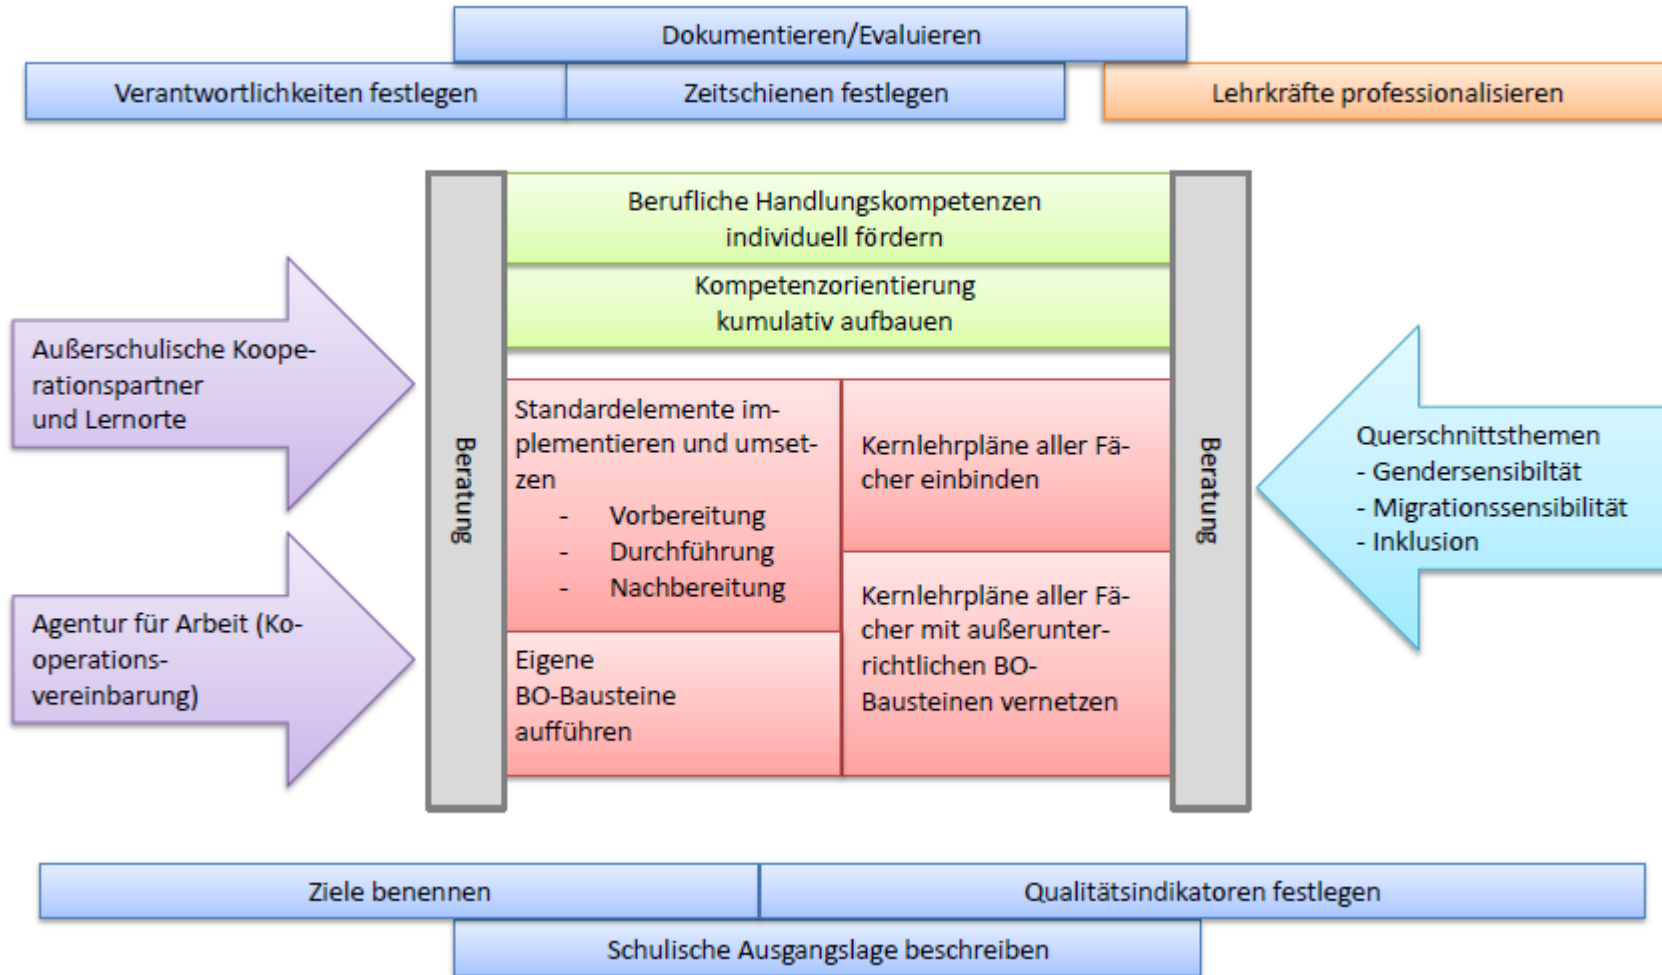 Dokumentieren/Evaluieren
Verantwortlichkeiten festlegen
Zeitschienen festlegen
Lehrkräfte professionalisieren
Berufliche Handlungskompetenzen
individuell fördern
Kompetenzorientierung
kumulativ aufbauen
Außerschulische Koope-
rationspartner
und Lernorte
Agentur für Arbeit (Ko-
operations-
vereinbarung)
Beratung
Standardelemente im-
plementieren und umset-
zen
- Vorbereitung
- Durchführung
- Nachbereitung
Eigene
BO-Bausteine
aufführen
Kernlehrpläne aller Fä-
cher einbinden
Kernlehrpläne aller Fä-
cher mit außerunter-
richtlichen BO-
Bausteinen vernetzen
Beratung
Querschnittsthemen
- Gendersensibiltät
- Migrationssensibilität
- Inklusion
Ziele benennen
Qualitätsindikatoren festlegen
Schulische Ausgangslage beschreiben